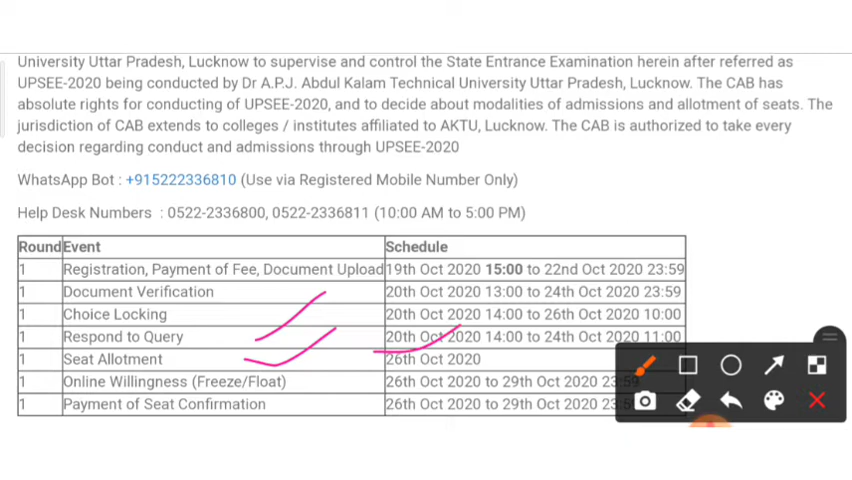 University Uttar Pradesh, Lucknow to supervise and control the State Entrance Examination herein after referred as
UPSEE-2020 being conducted by Dr A.P.J. Abdul Kalam Technical University Uttar Pradesh, Lucknow. The CAB has
absolute rights for conducting of UPSEE-2020, and to decide about modalities of admissions and allotment of seats. The
jurisdiction of CAB extends to colleges / institutes affiliated to AKTU, Lucknow. The CAB is authorized to take every
decision regarding conduct and admissions through UPSEE-2020
WhatsApp Bot : +915222336810 (Use via Registered Mobile Number Only)
Help Desk Numbers : 0522-2336800, 0522-2336811 (10:00 AM to 5:00 PM)
Round Event Schedule
1 Registration, Payment of Fee, Document Upload 19th Oct 2020 15:00 to 22nd Oct 2020 23:59
1 Document Verification 20th Oct 2020 13:00 to 24th Oct 2020 23:59
1 Choice Locking 20th Oct 2020 14:00 to 26th Oct 2020 10:00
1 Respond to Query 20th Oct 2020 14:00 to 24th Oct 2020 11:00
1 Seat Allotment 26th Oct 2020
1 Online Willingness (Freeze/Float) 26th Oct 2020 to 29th Oct 2020 23:59
1 Payment of Seat Confirmation 26th Oct 2020 to 29th Oct 2020 23:59